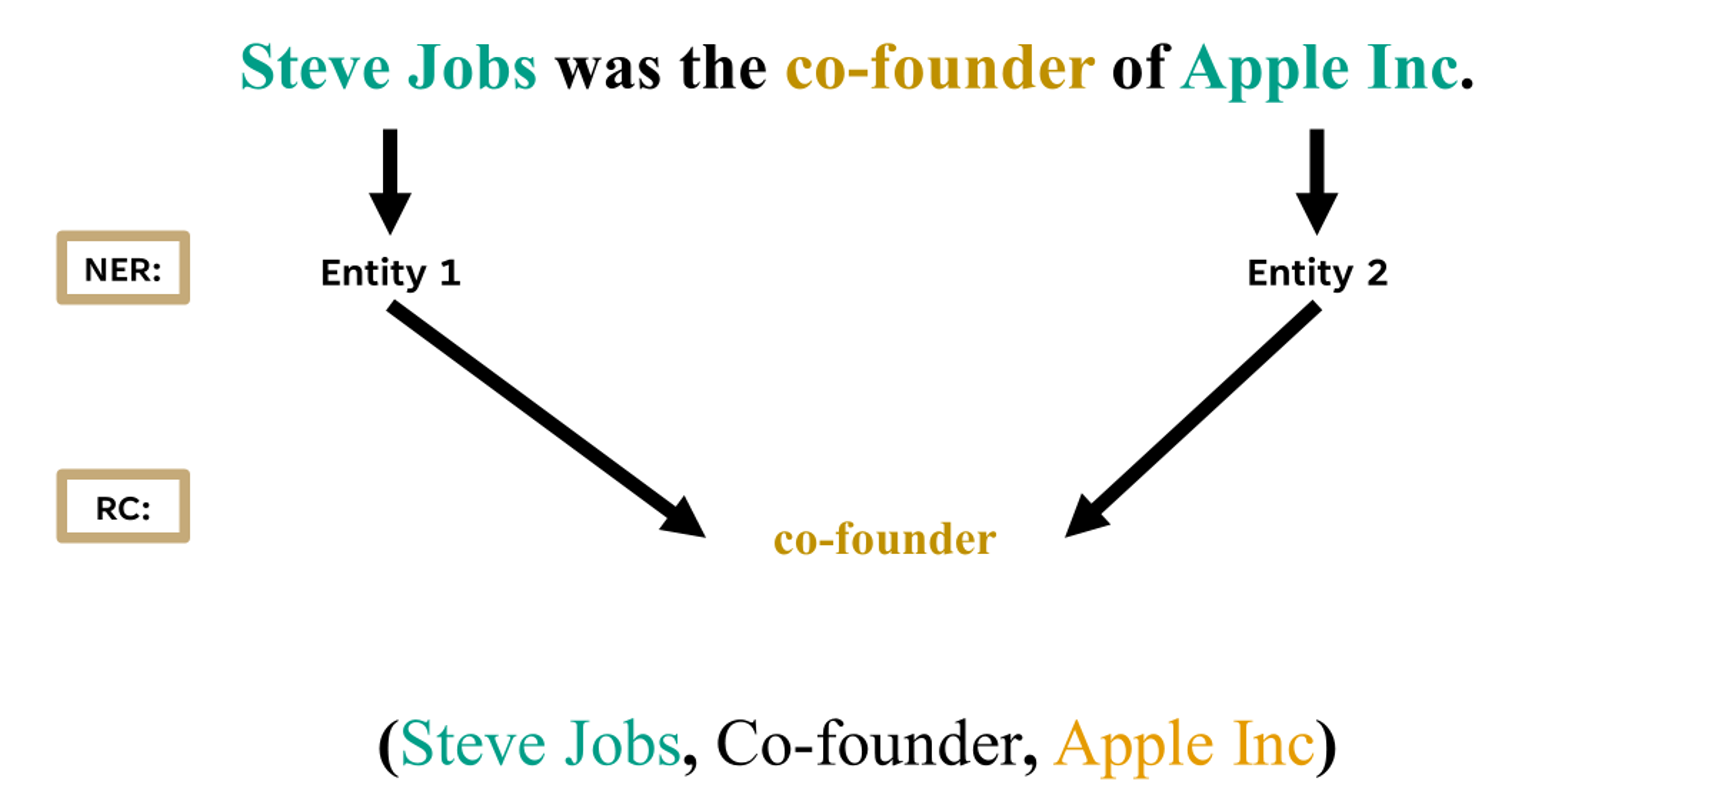 Steve Jobs was the co-founder of Apple Inc.
NER: Entity 1 Entity 2
RC: co-founder
(Steve Jobs, Co-founder, Apple Inc)